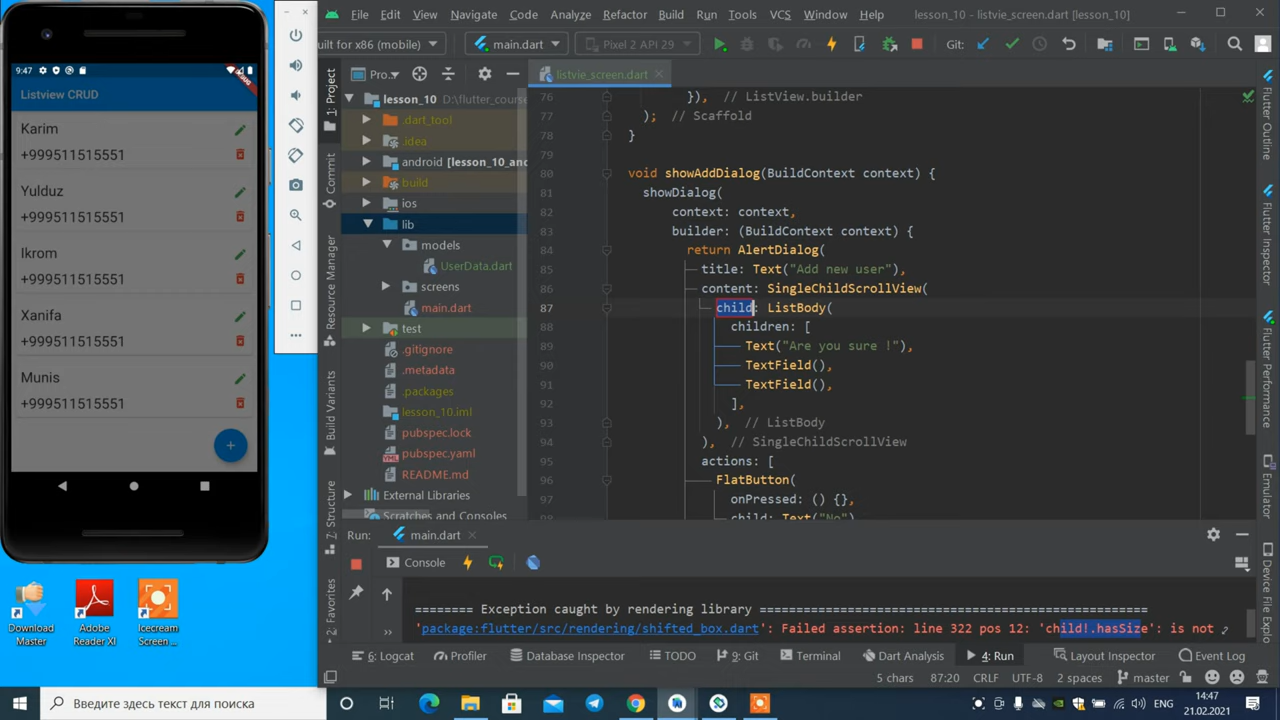 9:47
Listview CRUD
Karim
+999511515551
Yulduz
+999511515551
Ikrom
+999511515551
Xanifa
+999511515551
Munis
+999511515551
Download Master
Adobe Reader XI
Icecream Screen ...
File Edit View Navigate Code Analyze Refactor Build Run Tools VCS Window Help lesson_10 - listvie_screen.dart [lesson_10]
built for x86 (mobile) main.dart Pixel 2 API 29 Git:
Pro... listvie_screen.dart
1: Project
Commit
Resource Manager
Build Variants
7: Structure
2: Favorites
lesson_10 D:\flutter_course
.dart_tool
.idea
android [lesson_10_and
build
ios
lib
models
UserData.dart
screens
main.dart
test
.gitignore
.metadata
.packages
lesson_10.iml
pubspec.lock
pubspec.yaml
README.md
External Libraries
Scratches and Consoles
76 }), // ListView.builder
77 ); // Scaffold
78 }
79
80 void showAddDialog(BuildContext context) {
81 showDialog(
82 context: context,
83 builder: (BuildContext context) {
84 return AlertDialog(
85 title: Text("Add new user"),
86 content: SingleChildScrollView(
87 child: ListBody(
88 children: [
89 Text("Are you sure !"),
90 TextField(),
91 TextField(),
92 ],
93 ), // ListBody
94 ), // SingleChildScrollView
95 actions: [
96 FlatButton(
97 onPressed: () {},
98 child: Text("No")
Flutter Outline
Flutter Inspector
Flutter Performance
Emulator
Device File Explo
Run: main.dart
Console
======== Exception caught by rendering library =====================================================
'package:flutter/src/rendering/shifted_box.dart': Failed assertion: line 322 pos 12: 'child!.hasSize': is not
6: Logcat Profiler Database Inspector TODO 9: Git Terminal Dart Analysis 4: Run Layout Inspector Event Log
5 chars 87:20 CRLF UTF-8 2 spaces master
Введите здесь текст для поиска
14:47
21.02.2021